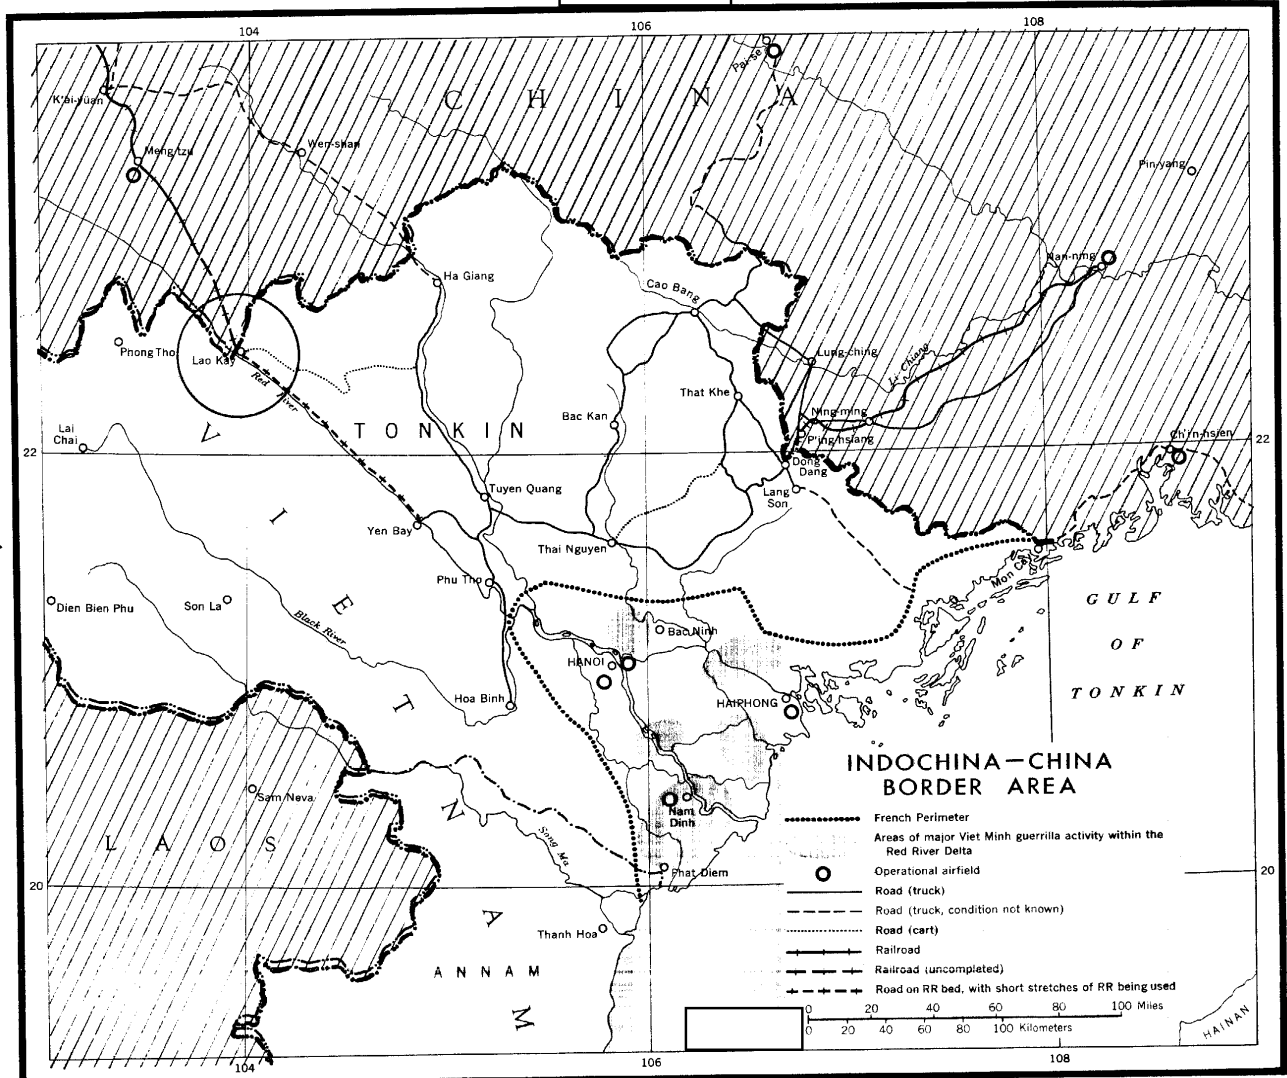 104
106
108
C H I N A
Pai-se
K'ai-yüan
Meng-tzu
Wen-shan
Pin-yang
Nan-ning
Ha Giang
Cao Bang
Phong Tho
Lao Kay
Red River
Lung-ching
Li Chiang
That Khe
Ning-ming
Bac Kan
P'ing-hsiang
Lai
Chai
V I E T N A M
TONKIN
Ch'in-hsien
22
22
Dong
Dang
Tuyen Quang
Lang
Son
Yen Bay
Thai Nguyen
Mon Cay
Phu Tho
Dien Bien Phu
Son La
Black River
GULF
OF
TONKIN
Bac Ninh
HANOI
Hoa Binh
HAIPHONG
Sam Neva
LAOS
Nam
Dinh
Song Ma
Phat Diem
20
20
Thanh Hoa
ANNAM
INDOCHINA—CHINA
BORDER AREA
French Perimeter
Areas of major Viet Minh guerrilla activity within the
Red River Delta
Operational airfield
Road (truck)
Road (truck, condition not known)
Road (cart)
Railroad
Railroad (uncompleted)
Road on RR bed, with short stretches of RR being used
0 20 40 60 80 100 Miles
0 20 40 60 80 100 Kilometers
HAINAN
104
106
108